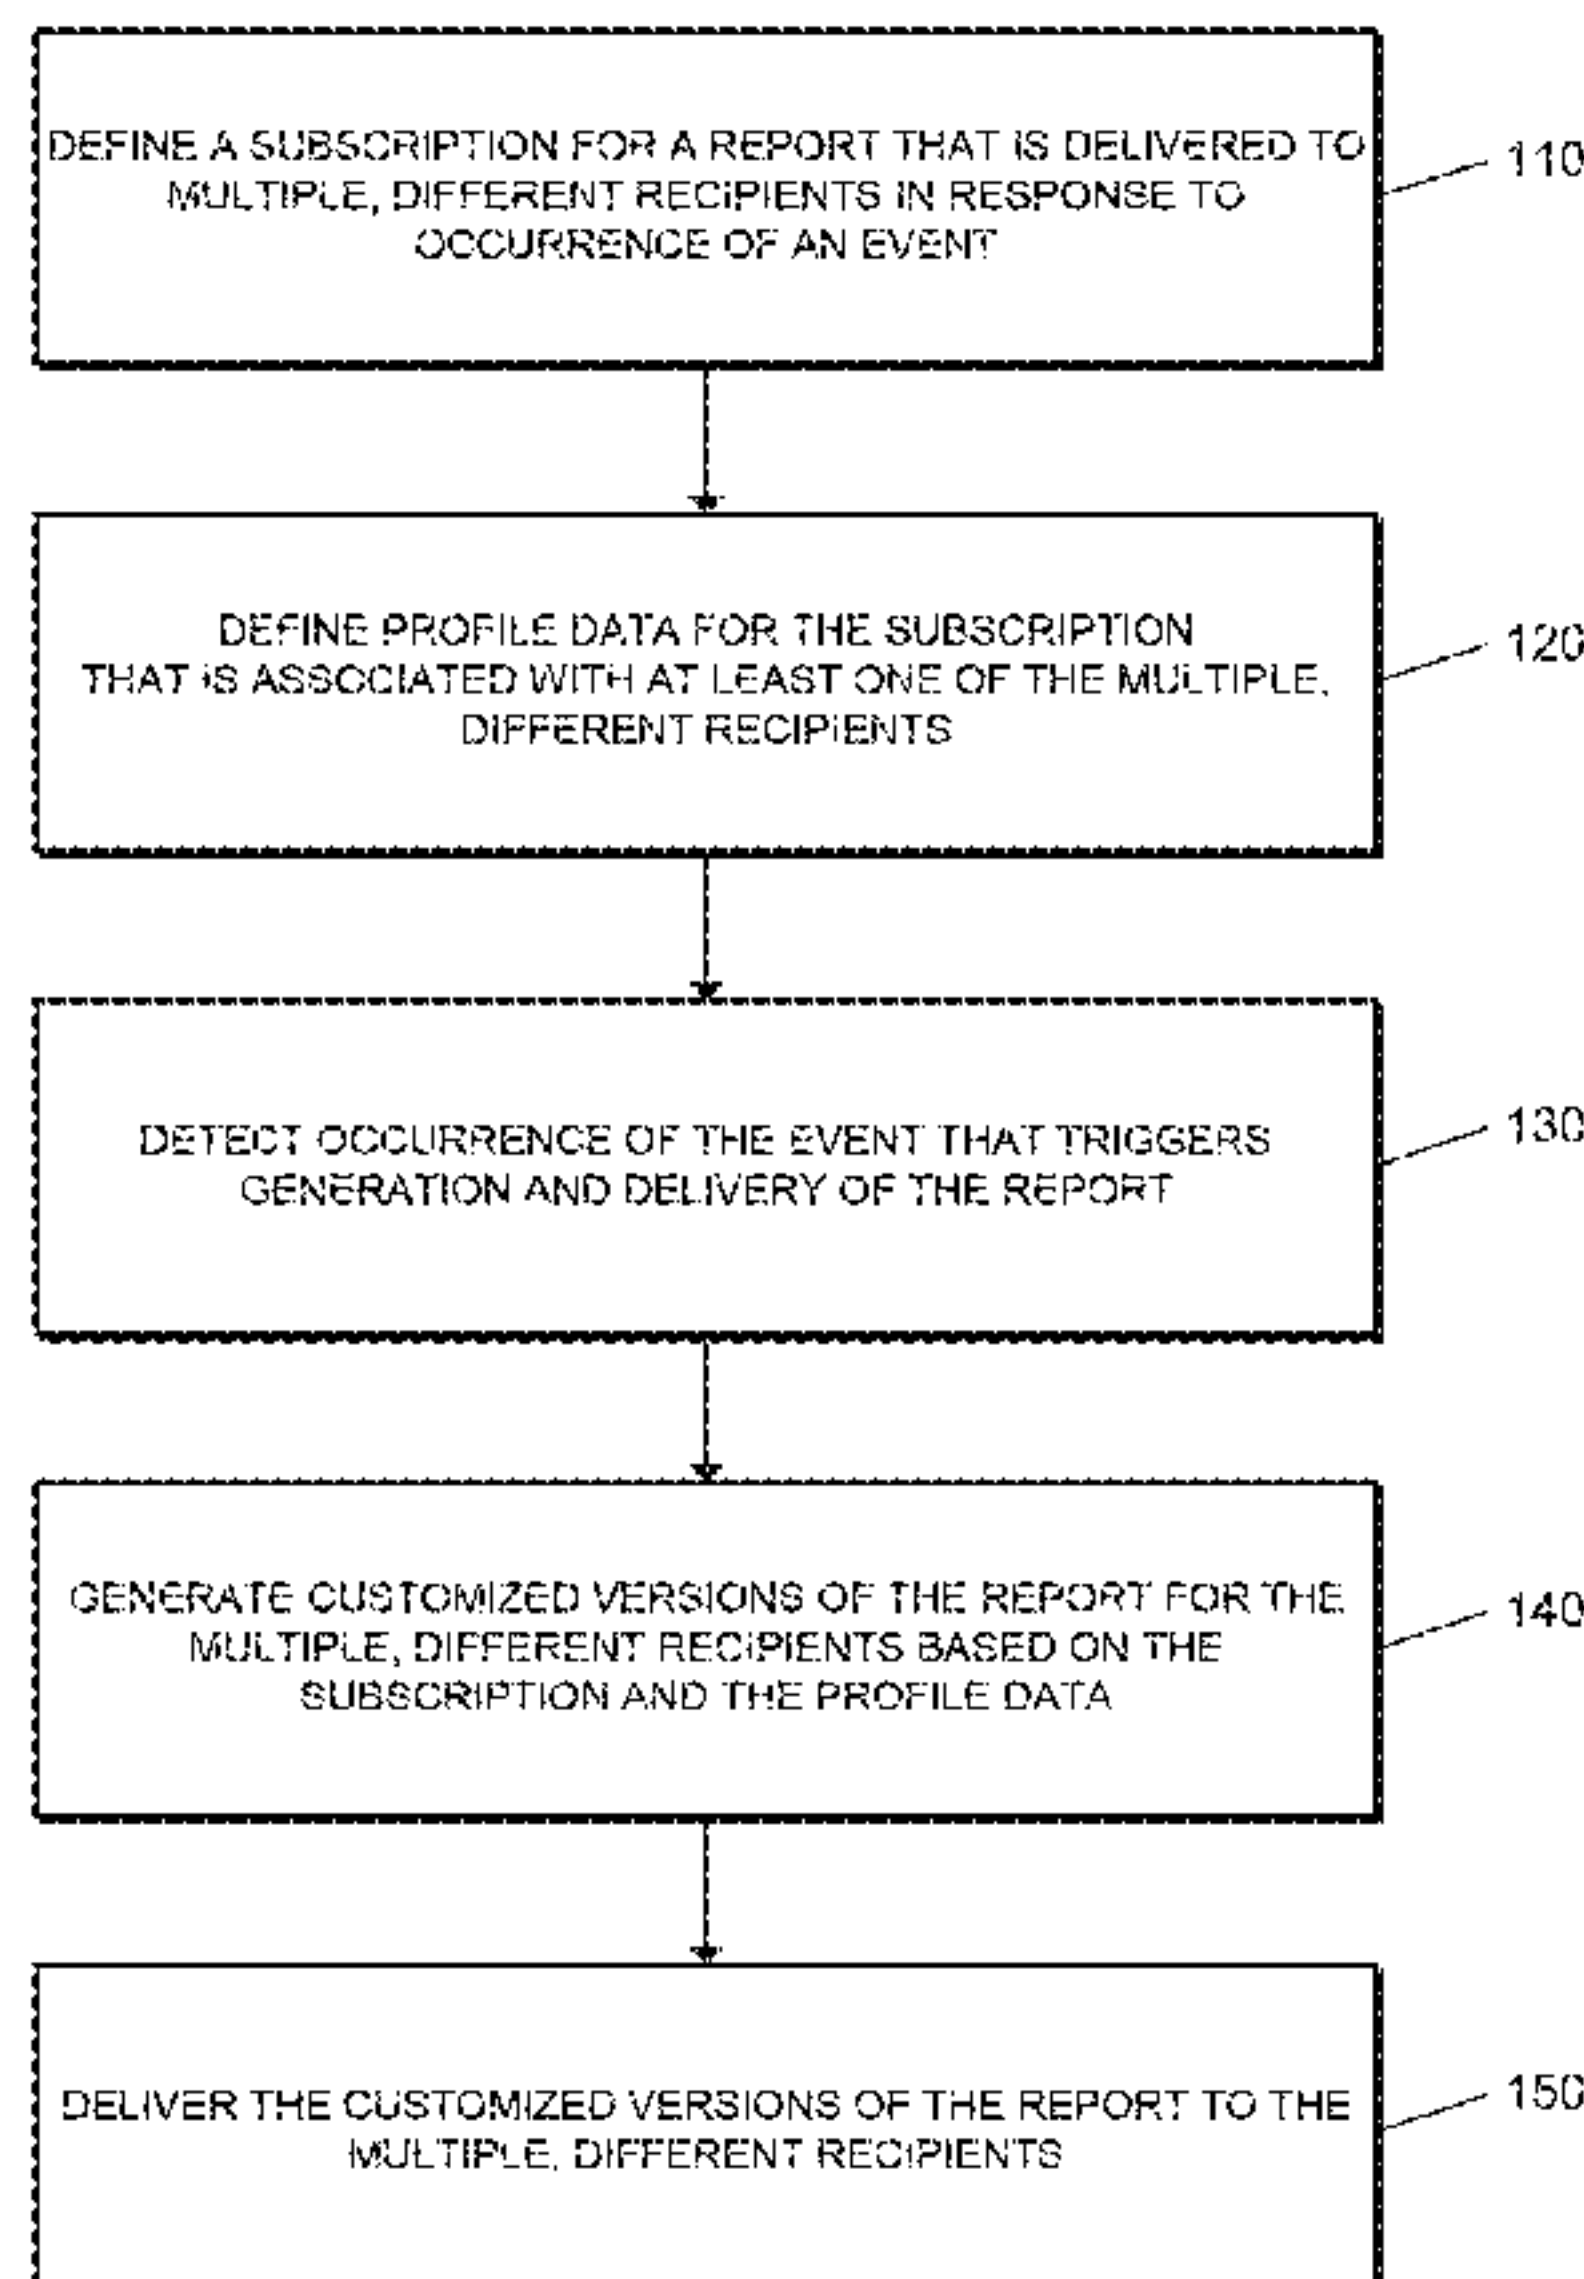 DEFINE A SUBSCRIPTION FOR A REPORT THAT IS DELIVERED TO
MULTIPLE, DIFFERENT RECIPIENTS IN RESPONSE TO
OCCURRENCE OF AN EVENT
110
DEFINE PROFILE DATA FOR THE SUBSCRIPTION
THAT IS ASSOCIATED WITH AT LEAST ONE OF THE MULTIPLE,
DIFFERENT RECIPIENTS
120
DETECT OCCURRENCE OF THE EVENT THAT TRIGGERS
GENERATION AND DELIVERY OF THE REPORT
130
GENERATE CUSTOMIZED VERSIONS OF THE REPORT FOR THE
MULTIPLE, DIFFERENT RECIPIENTS BASED ON THE
SUBSCRIPTION AND THE PROFILE DATA
140
DELIVER THE CUSTOMIZED VERSIONS OF THE REPORT TO THE
MULTIPLE, DIFFERENT RECIPIENTS
150